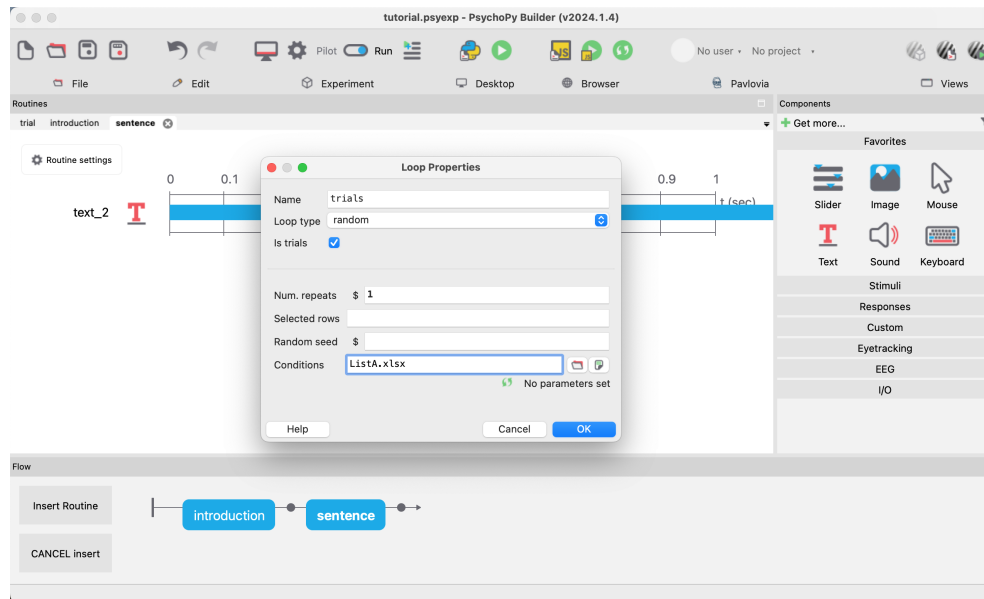 tutorial.psyexp - PsychoPy Builder (v2024.1.4)
Pilot Run No user No project
File Edit Experiment Desktop Browser Pavlovia Views
Routines
trial introduction sentence
Routine settings
0 0.1 0.9 1
t (sec)
text_2
Loop Properties
Name trials
Loop type random
Is trials
Num. repeats $ 1
Selected rows
Random seed $
Conditions ListA.xlsx
No parameters set
Help Cancel OK
Components
Get more...
Favorites
Slider Image Mouse
Text Sound Keyboard
Stimuli
Responses
Custom
Eyetracking
EEG
I/O
Flow
Insert Routine
CANCEL insert
introduction sentence